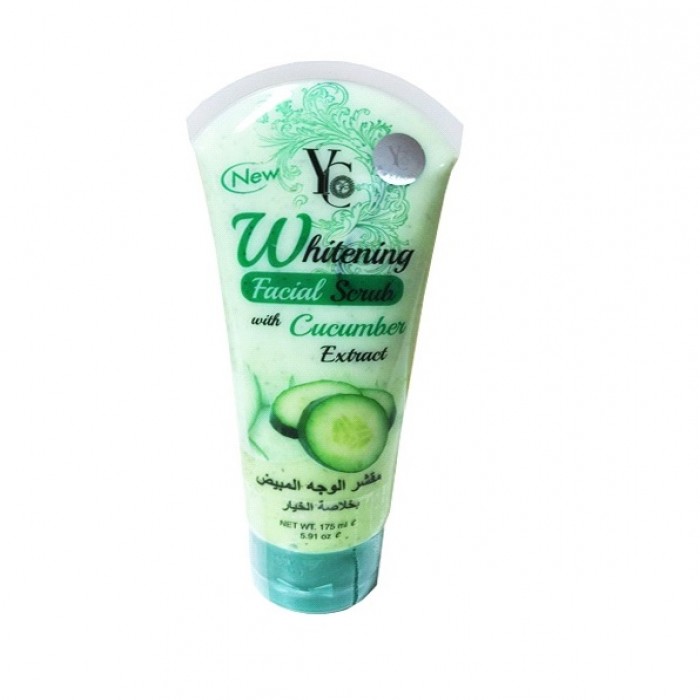 New
YC
YC
Whitening
Facial Scrub
with Cucumber
Extract
مقشر الوجه المبيض
بخلاصة الخيار
NET WT. 175 ml e
5.91 oz e